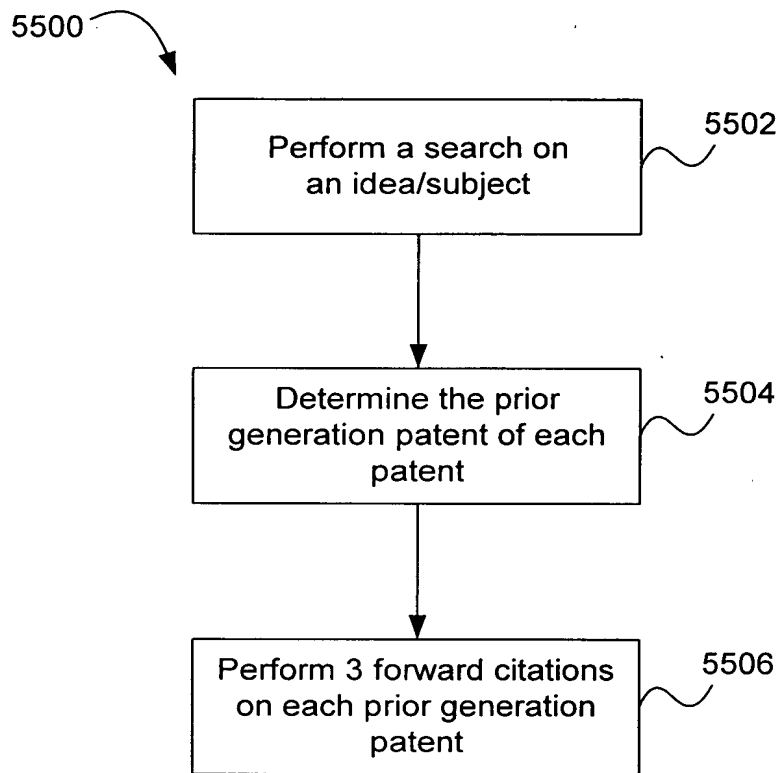 5500
Perform a search on
an idea/subject
5502
Determine the prior
generation patent of each
patent
5504
Perform 3 forward citations
on each prior generation
patent
5506